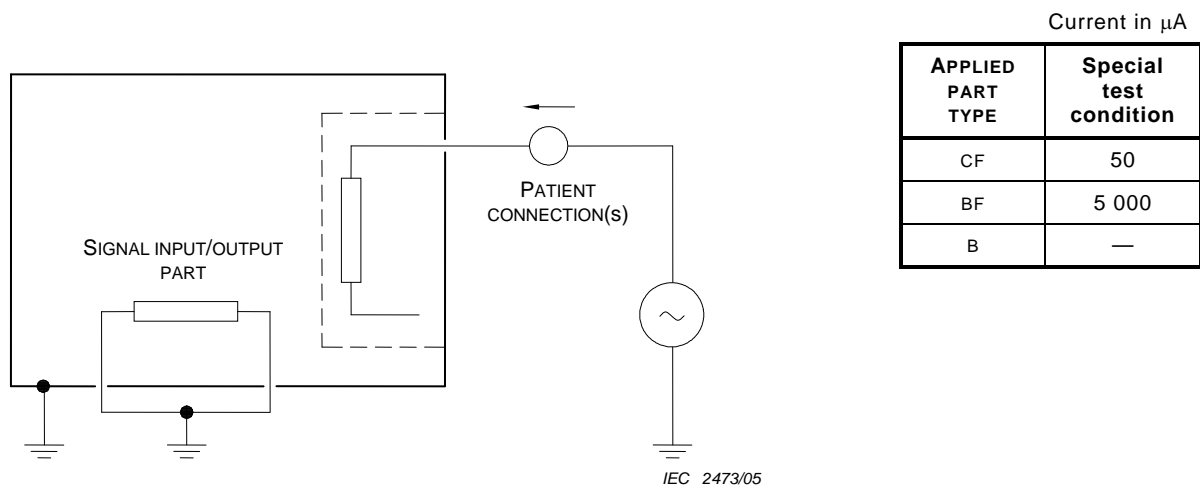 Current in μA
APPLIED
PART
TYPE
Special
test
condition
CF
50
BF
5 000
B
—
PATIENT
CONNECTION(s)
SIGNAL INPUT/OUTPUT
PART
IEC 2473/05